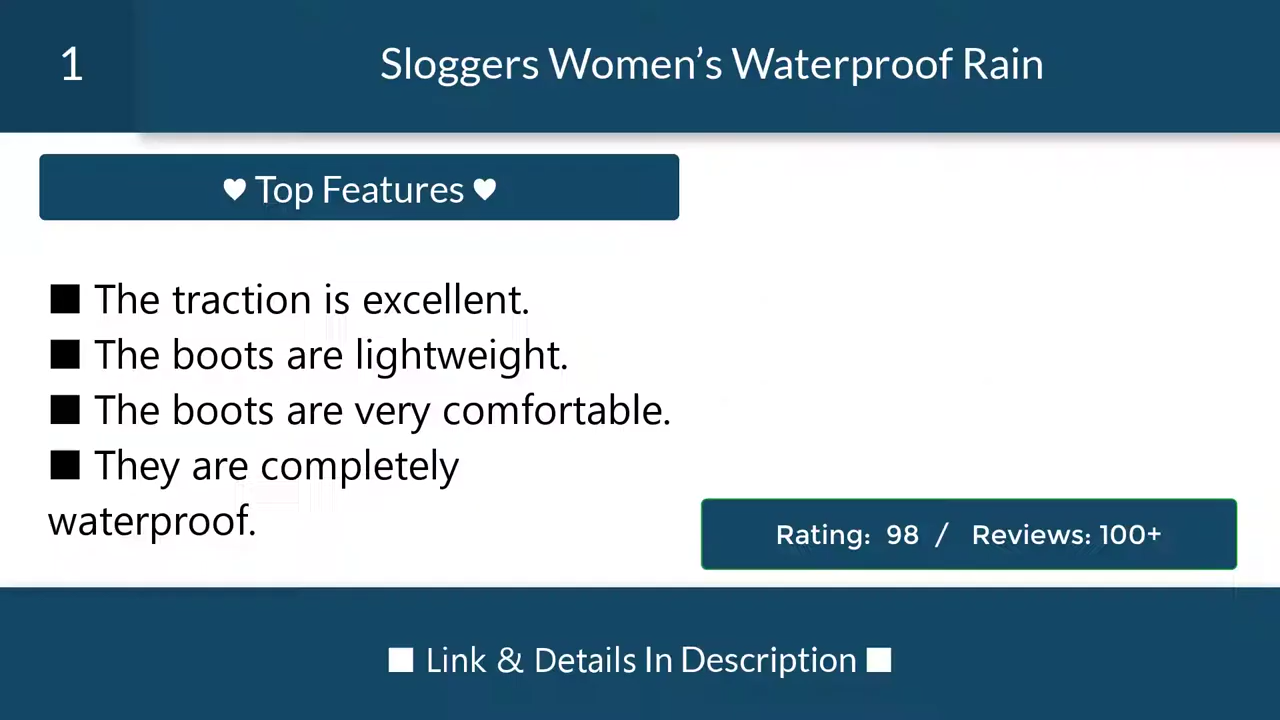 1
Sloggers Women’s Waterproof Rain
♥ Top Features ♥
■ The traction is excellent.
■ The boots are lightweight.
■ The boots are very comfortable.
■ They are completely
waterproof.
Rating: 98 / Reviews: 100+
■ Link & Details In Description ■